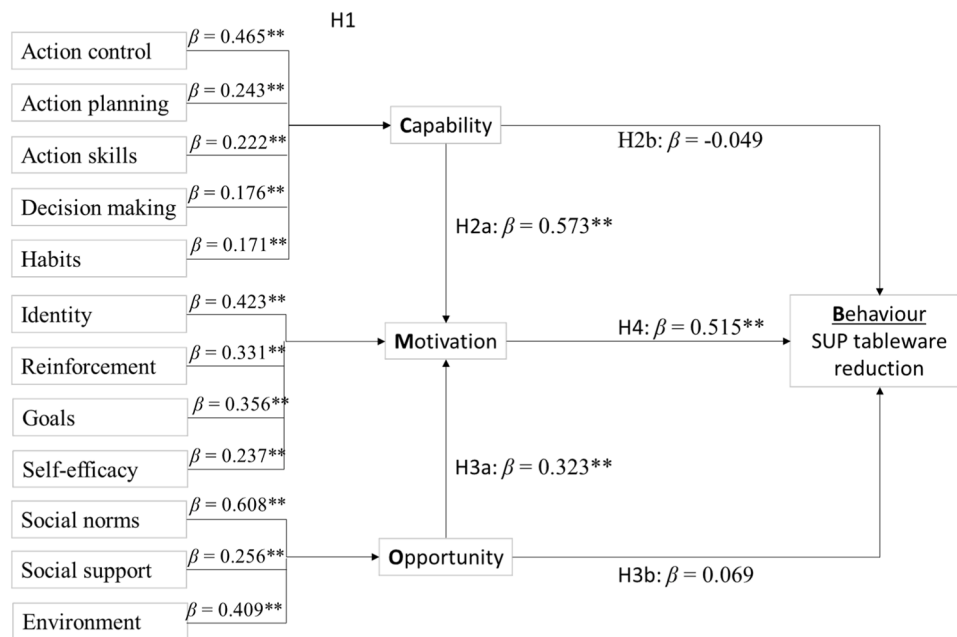 H1
Action control
β = 0.465**
Action planning
β = 0.243**
Action skills
β = 0.222**
Decision making
β = 0.176**
Habits
β = 0.171**
Identity
β = 0.423**
Reinforcement
β = 0.331**
Goals
β = 0.356**
Self-efficacy
β = 0.237**
Social norms
β = 0.608**
Social support
β = 0.256**
Environment
β = 0.409**
Capability
H2b: β = -0.049
H2a: β = 0.573**
Motivation
H4: β = 0.515**
H3a: β = 0.323**
Opportunity
H3b: β = 0.069
Behaviour
SUP tableware
reduction